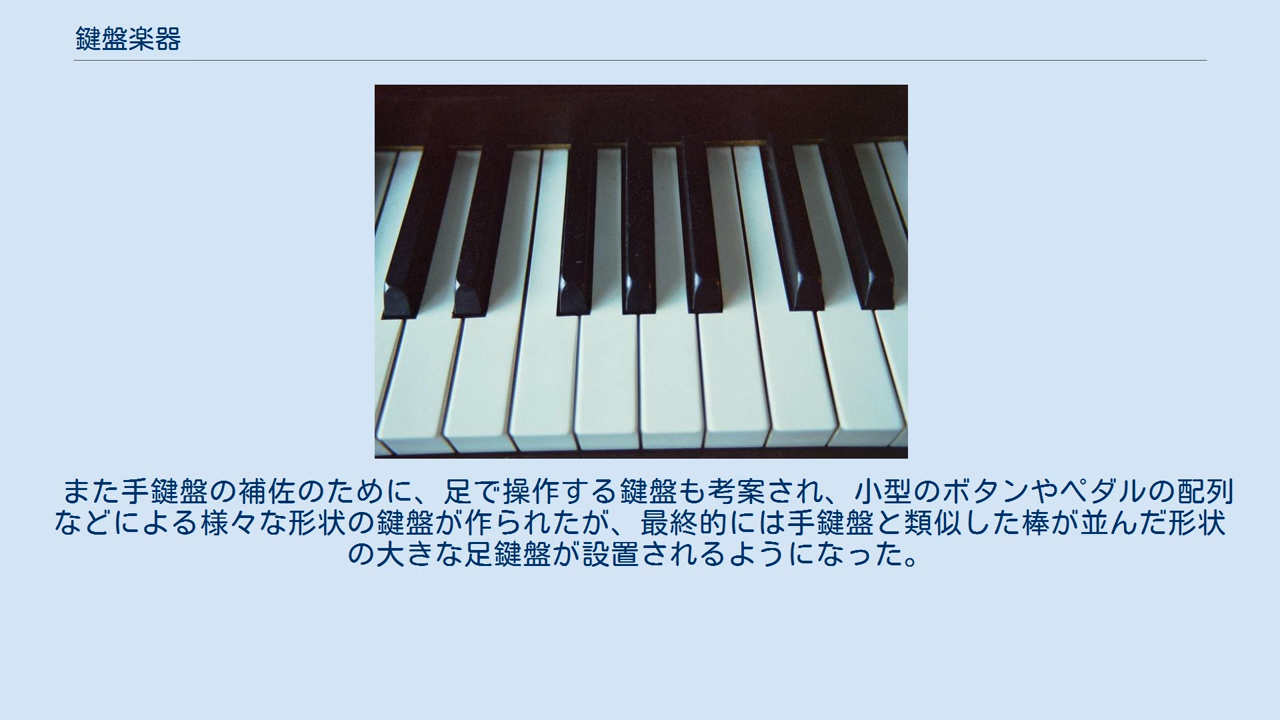 鍵盤楽器
また手鍵盤の補佐のために、足で操作する鍵盤も考案され、小型のボタンやペダルの配列
などによる様々な形状の鍵盤が作られたが、最終的には手鍵盤と類似した棒が並んだ形状
の大きな足鍵盤が設置されるようになった。